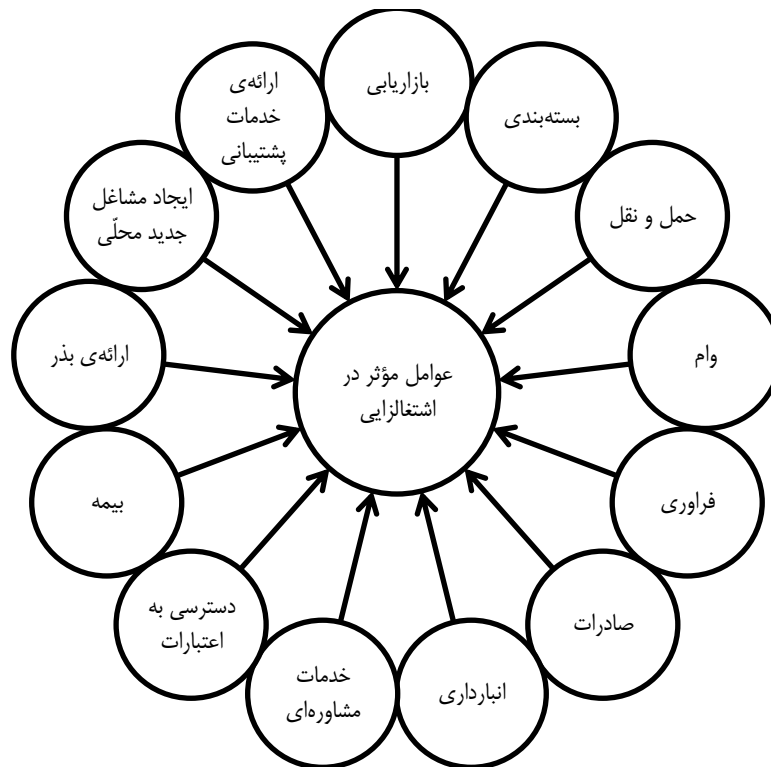 بازاریابی
بسته‌بندی
حمل و نقل
وام
فراوری
صادرات
انبارداری
خدمات
مشاوره‌ای
دسترسی به
اعتبارات
بیمه
ارائه‌ی بذر
ایجاد مشاغل
جدید محلّی
ارائه‌ی
خدمات
پشتیبانی
عوامل مؤثر در
اشتغالزایی